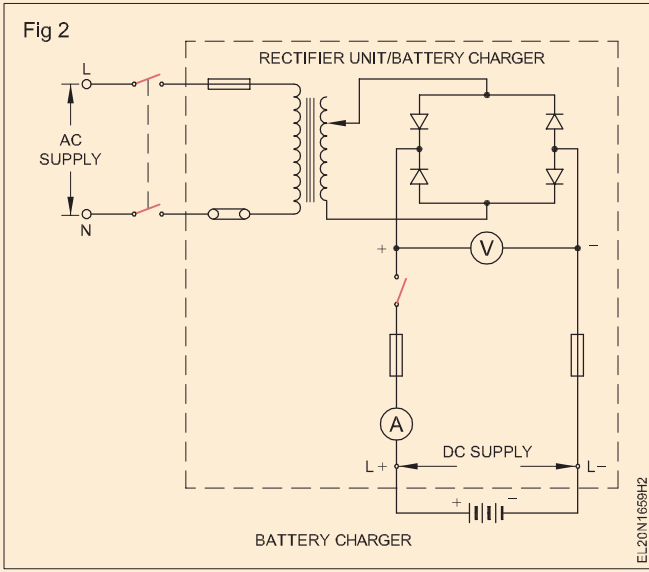 Fig 2
RECTIFIER UNIT/BATTERY CHARGER
L
AC
SUPPLY
N
+
V
–
A
DC SUPPLY
L +
L–
+
–
BATTERY CHARGER
EL20N1659H2